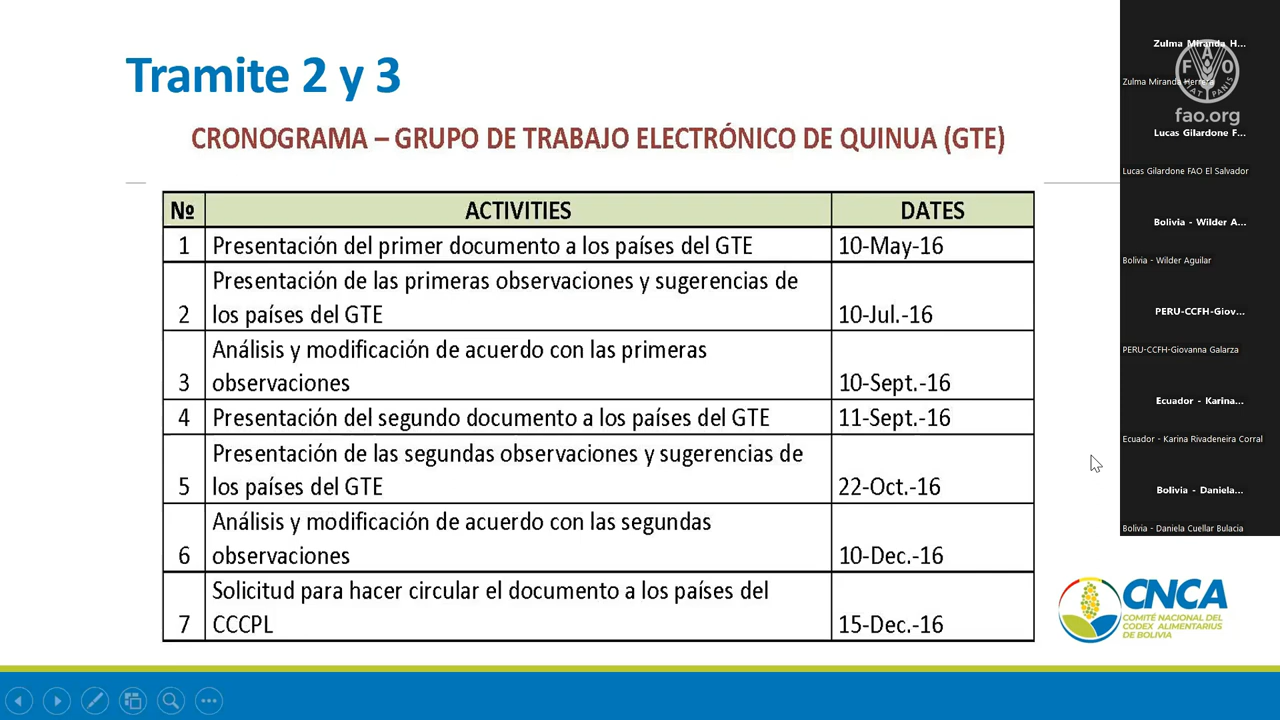 Tramite 2 y 3
CRONOGRAMA – GRUPO DE TRABAJO ELECTRÓNICO DE QUINUA (GTE)
№ ACTIVITIES DATES
1 Presentación del primer documento a los países del GTE 10-May-16
Presentación de las primeras observaciones y sugerencias de
2 los países del GTE 10-Jul.-16
Análisis y modificación de acuerdo con las primeras
3 observaciones 10-Sept.-16
4 Presentación del segundo documento a los países del GTE 11-Sept.-16
Presentación de las segundas observaciones y sugerencias de
5 los países del GTE 22-Oct.-16
Análisis y modificación de acuerdo con las segundas
6 observaciones 10-Dec.-16
Solicitud para hacer circular el documento a los países del
7 CCCPL 15-Dec.-16
Zulma Miranda H...
Zulma Miranda Herrera
FAO
FIAT PANIS
fao.org
Lucas Gilardone F...
Lucas Gilardone FAO El Salvador
Bolivia - Wilder A...
Bolivia - Wilder Aguilar
PERU-CCFH-Giov...
PERU-CCFH-Giovanna Galarza
Ecuador - Karina...
Ecuador - Karina Rivadeneira Corral
Bolivia - Daniela...
Bolivia - Daniela Cuellar Bulacia
CNCA
COMITÉ NACIONAL DEL
CODEX ALIMENTARIUS
DE BOLIVIA